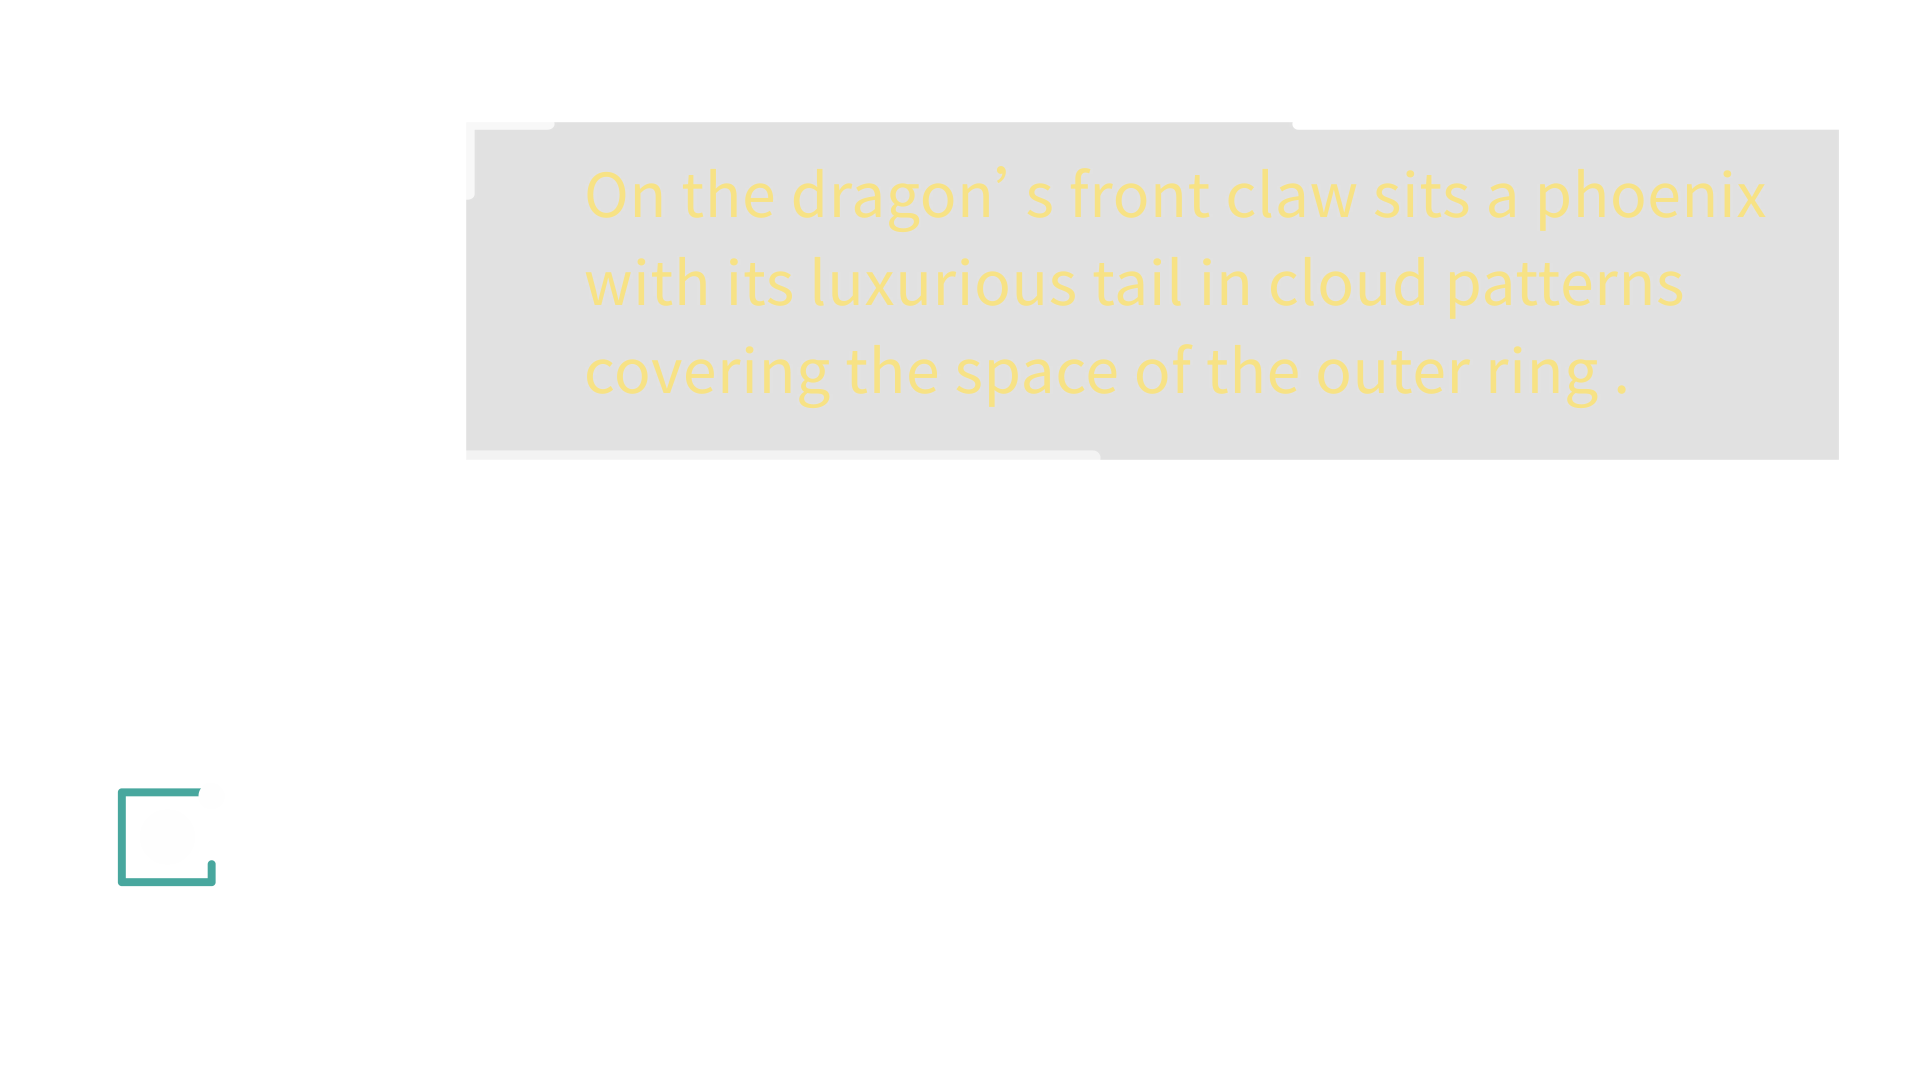 On the dragon’s front claw sits a phoenix
with its luxurious tail in cloud patterns
covering the space of the outer ring .